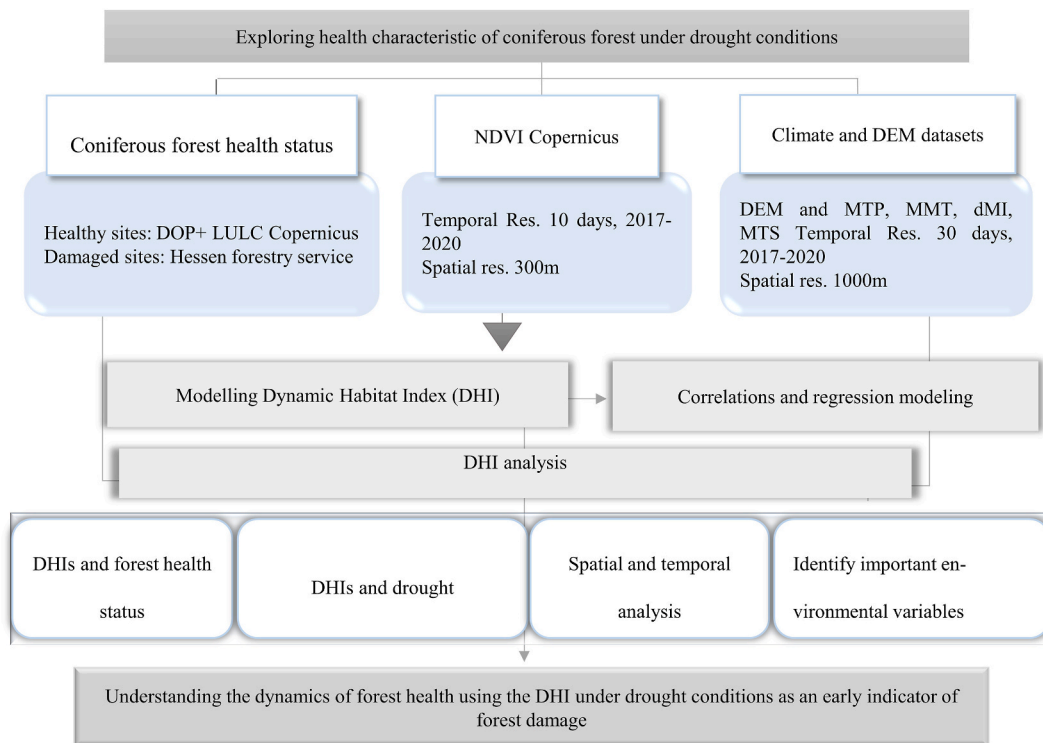 Exploring health characteristic of coniferous forest under drought conditions
Coniferous forest health status
NDVI Copernicus
Climate and DEM datasets
Healthy sites: DOP+ LULC Copernicus
Damaged sites: Hessen forestry service
Temporal Res. 10 days, 2017-
2020
Spatial res. 300m
DEM and MTP, MMT, dMI,
MTS Temporal Res. 30 days,
2017-2020
Spatial res. 1000m
Modelling Dynamic Habitat Index (DHI)
Correlations and regression modeling
DHI analysis
DHIs and forest health
status
DHIs and drought
Spatial and temporal
analysis
Identify important en-
vironmental variables
Understanding the dynamics of forest health using the DHI under drought conditions as an early indicator of
forest damage